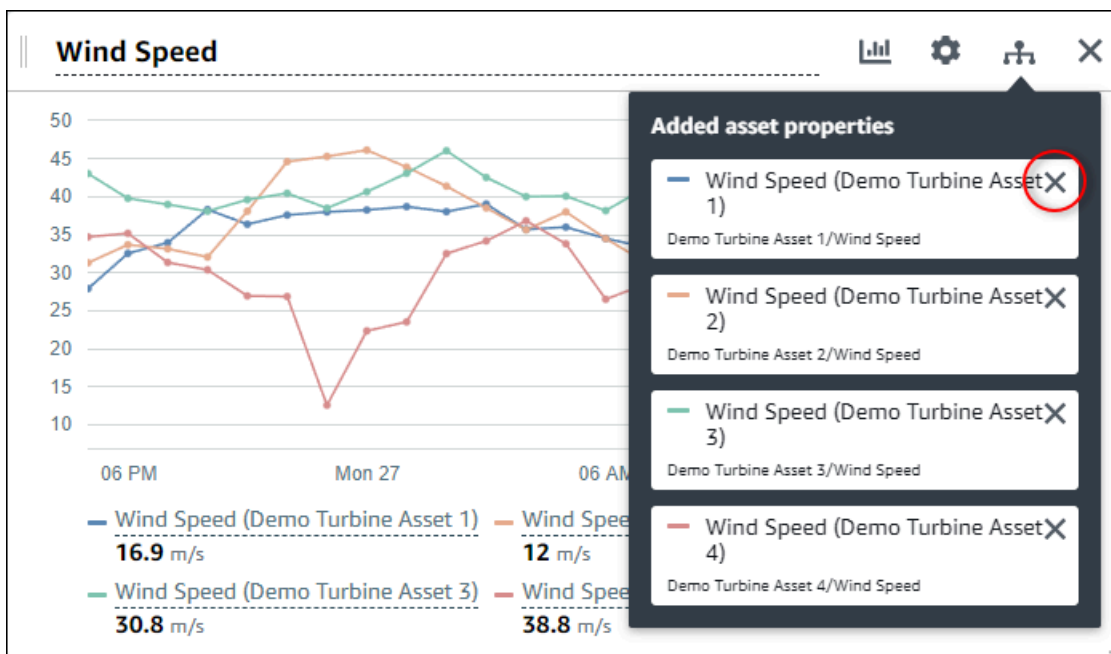 Wind Speed
Added asset properties
Wind Speed (Demo Turbine Asset
1)
Demo Turbine Asset 1/Wind Speed
Wind Speed (Demo Turbine Asset
2)
Demo Turbine Asset 2/Wind Speed
Wind Speed (Demo Turbine Asset
3)
Demo Turbine Asset 3/Wind Speed
Wind Speed (Demo Turbine Asset
4)
Demo Turbine Asset 4/Wind Speed
50
45
40
35
30
25
20
15
10
06 PM Mon 27 06 AM
Wind Speed (Demo Turbine Asset 1) Wind Spee
16.9 m/s 12 m/s
Wind Speed (Demo Turbine Asset 3) Wind Spee
30.8 m/s 38.8 m/s